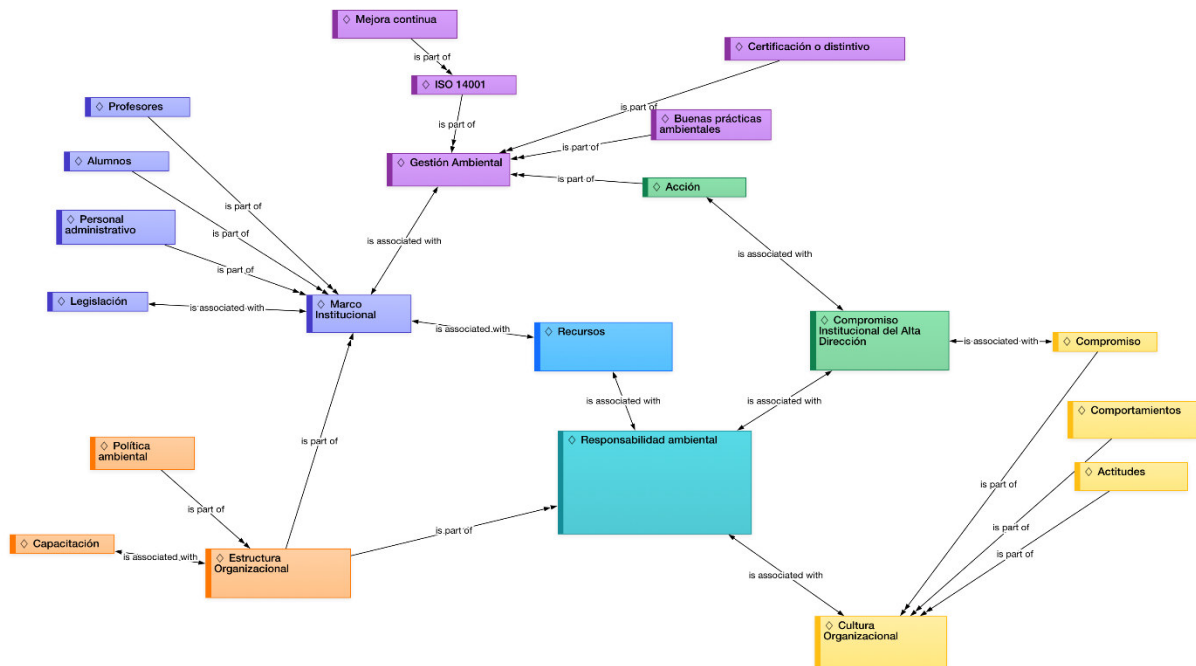 ◇ Mejora continua
is part of
◇ Certificación o distintivo
◇ ISO 14001
◇ Profesores
is part of
is part of
◇ Buenas prácticas
ambientales
is part of
◇ Alumnos
◇ Gestión Ambiental
is part of
◇ Acción
is part of
◇ Personal
administrativo
is part of
is associated with
is associated with
is part of
◇ Legislación
is associated with
◇ Marco
Institucional
◇ Compromiso
Institucional del Alta
Dirección
is associated with
◇ Recursos
is associated with
◇ Compromiso
is associated with
is associated with
◇ Comportamientos
◇ Política
ambiental
is part of
◇ Responsabilidad ambiental
◇ Actitudes
is part of
is part of
is part of
is part of
◇ Capacitación
is associated with
◇ Estructura
Organizacional
is part of
is associated with
◇ Cultura
Organizacional